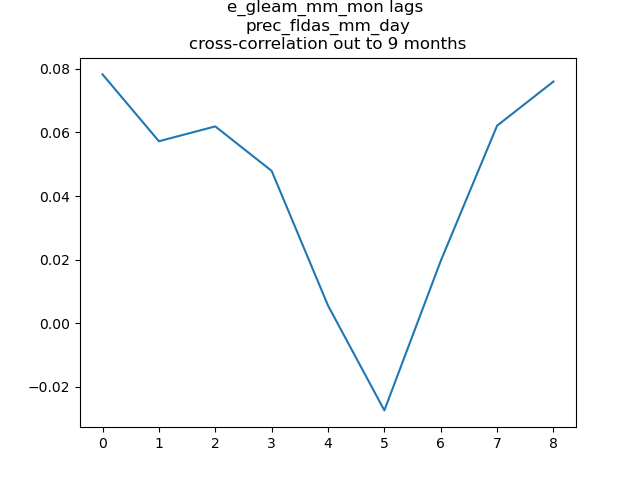 e_gleam_mm_mon lags
prec_fldas_mm_day
cross-correlation out to 9 months
0.08
0.06
0.04
0.02
0.00
−0.02
0 1 2 3 4 5 6 7 8